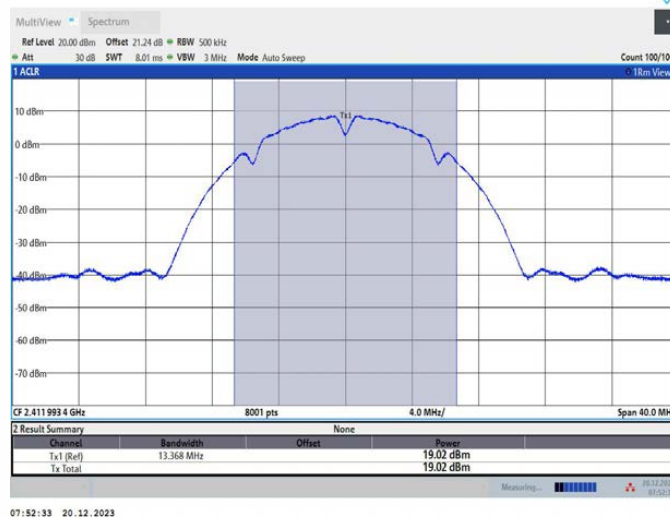 MultiView Spectrum
Ref Level 20.00 dBm Offset 21.24 dB RBW 500 kHz
Att 30 dB SWT 8.01 ms VBW 3 MHz Mode Auto Sweep Count 100/10
1 ACLR 1Rm View
10 dBm
Tx1
0 dBm
-10 dBm
-20 dBm
-30 dBm
-40 dBm
-50 dBm
-60 dBm
-70 dBm
CF 2.411 993 4 GHz 8001 pts 4.0 MHz/ Span 40.0 MH
2 Result Summary None
Channel Bandwidth Offset Power
Tx1 (Ref) 13.368 MHz 19.02 dBm
Tx Total 19.02 dBm
Measuring...
07:52:33 20.12.2023